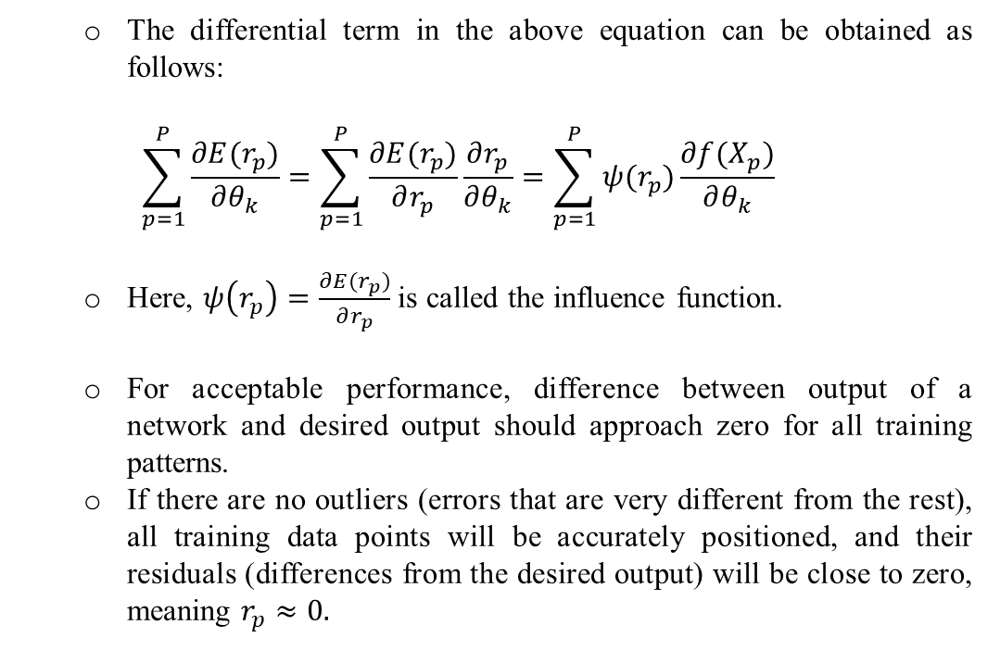 ○ The differential term in the above equation can be obtained as
follows:
$\sum_{p=1}^{P} \frac{\partial E(r_p)}{\partial \theta_k} = \sum_{p=1}^{P} \frac{\partial E(r_p)}{\partial r_p} \frac{\partial r_p}{\partial \theta_k} = \sum_{p=1}^{P} \psi(r_p) \frac{\partial f(X_p)}{\partial \theta_k}$
○ Here, $\psi(r_p) = \frac{\partial E(r_p)}{\partial r_p}$ is called the influence function.
○ For acceptable performance, difference between output of a
network and desired output should approach zero for all training
patterns.
○ If there are no outliers (errors that are very different from the rest),
all training data points will be accurately positioned, and their
residuals (differences from the desired output) will be close to zero,
meaning $r_p \approx 0$.